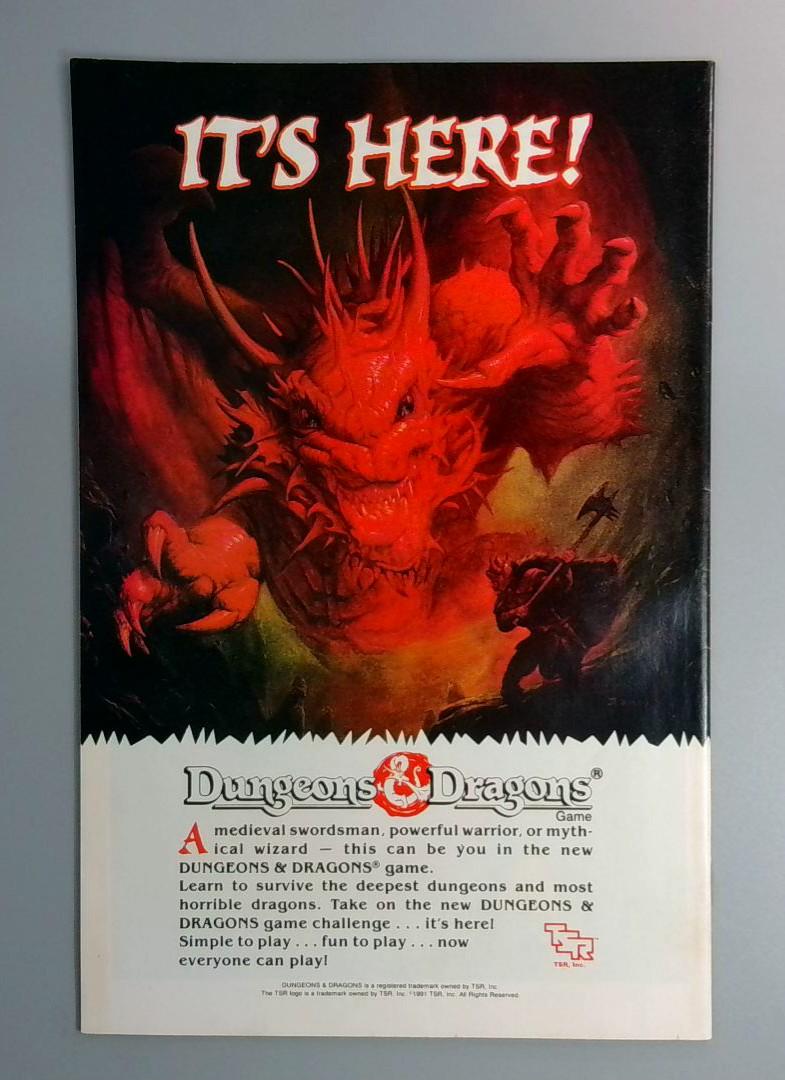 IT'S HERE!
Dungeons & Dragons®
Game
A medieval swordsman, powerful warrior, or myth-
ical wizard — this can be you in the new
DUNGEONS & DRAGONS® game.
Learn to survive the deepest dungeons and most
horrible dragons. Take on the new DUNGEONS &
DRAGONS game challenge . . . it's here!
Simple to play . . . fun to play . . . now
everyone can play!
TSR™
TSR, Inc.
DUNGEONS & DRAGONS is a registered trademark owned by TSR, Inc.
The TSR logo is a trademark owned by TSR, Inc. ©1991 TSR, Inc. All Rights Reserved.